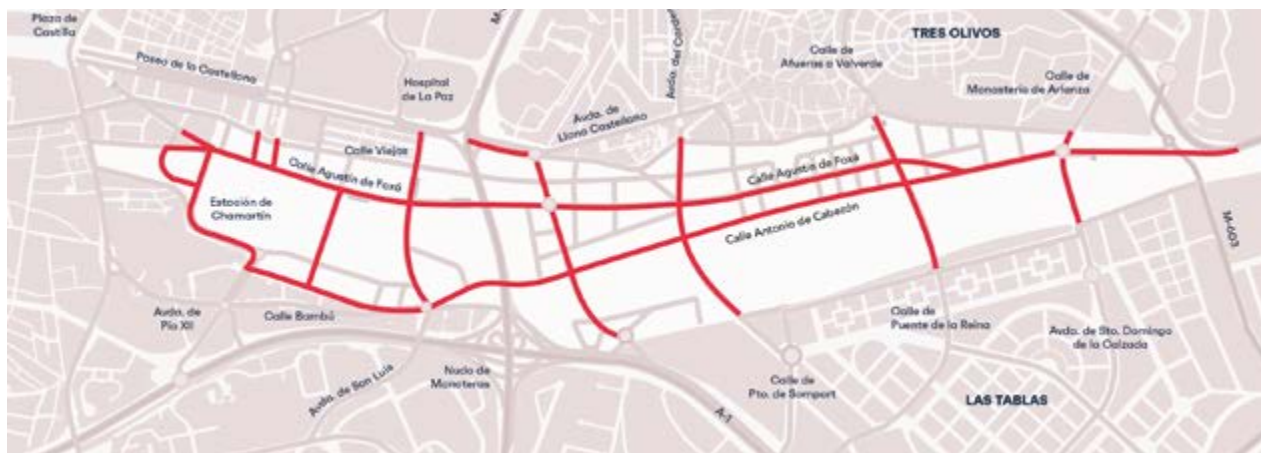 Plaza de
Castilla
Paseo de la Castellana
Hospital
de La Paz
M-
Avda. de
Llano Castellano
Avda. del Carde
Calle de
Afueras a Valverde
TRES OLIVOS
Calle de
Monasterio de Arlanza
Calle Viejas
Calle Agustín de Foxá
Calle Agustín de Foxá
Estación de
Chamartín
Calle Antonio de Cabezón
M-603
Avda. de
Pío XII
Calle Bambú
Avda. de San Luis
Nudo de
Manoteras
A-1
Calle de
Pto. de Somport
Calle de
Puente de la Reina
Avda. de Sto. Domingo
de la Calzada
LAS TABLAS